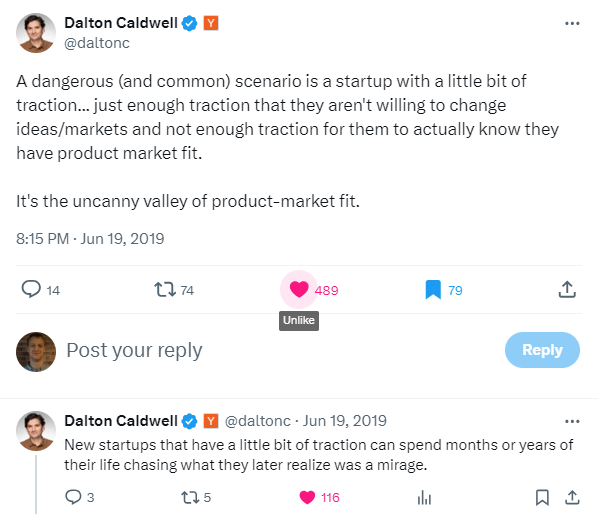 Dalton Caldwell Y
@daltonc
A dangerous (and common) scenario is a startup with a little bit of
traction... just enough traction that they aren't willing to change
ideas/markets and not enough traction for them to actually know they
have product market fit.
It's the uncanny valley of product-market fit.
8:15 PM · Jun 19, 2019
14 74 489 79
Unlike
Post your reply Reply
Dalton Caldwell Y @daltonc · Jun 19, 2019
New startups that have a little bit of traction can spend months or years of
their life chasing what they later realize was a mirage.
3 5 116